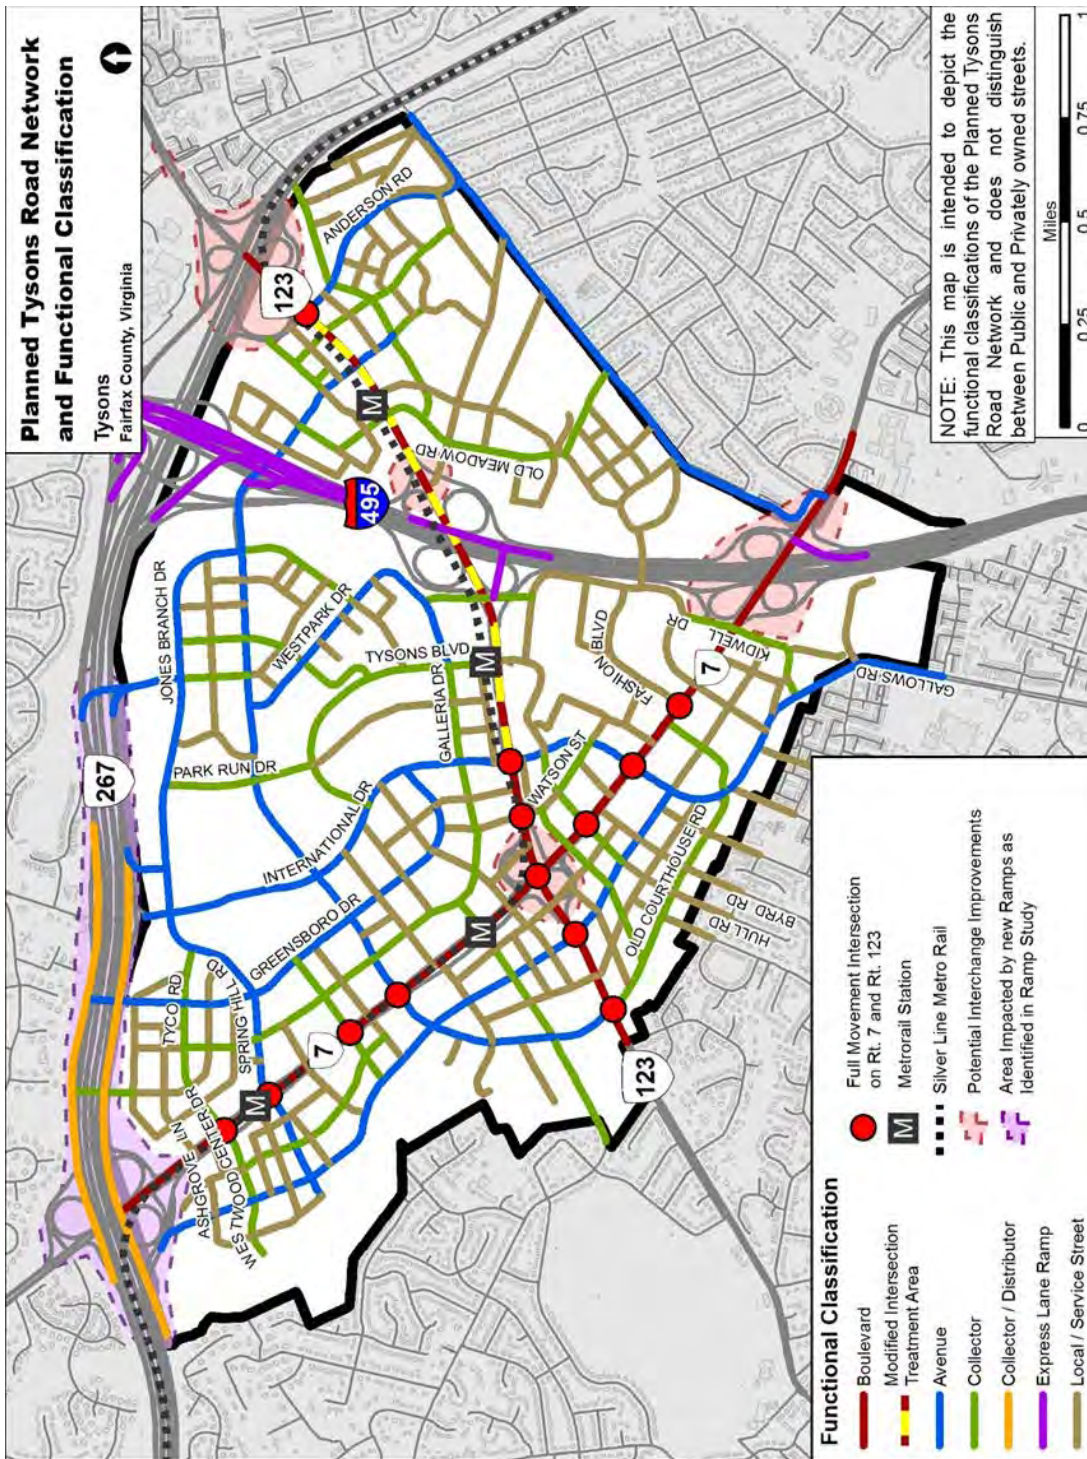 Planned Tysons Road Network
and Functional Classification
Tysons
Fairfax County, Virginia
267
JONES BRANCH DR
PARK RUN DR
WESTPARK DR
INTERNATIONAL DR
GREENSBORO DR
TYCO RD
SPRING HILL RD
ASHGROVE LN
WESTWOOD CENTER DR
M
7
M
GALLERIA DR
TYSONS BLVD
M
495
M
123
ANDERSON RD
OLD MEADOW RD
WATSON ST
FASHION BLVD
7
KIDWELL DR
GALLOWS RD
OLD COURTHOUSE RD
BYRD RD
HULL RD
123
Functional Classification
Boulevard
Modified Intersection
Treatment Area
Avenue
Collector
Collector / Distributor
Express Lane Ramp
Local / Service Street
Full Movement Intersection
on Rt. 7 and Rt. 123
M
Metrorail Station
Silver Line Metro Rail
Potential Interchange Improvements
Area Impacted by new Ramps as
Identified in Ramp Study
NOTE: This map is intended to depict the
functional classifications of the Planned Tysons
Road Network and does not distinguish
between Public and Privately owned streets.
Miles
0 0.25 0.5 0.75 1